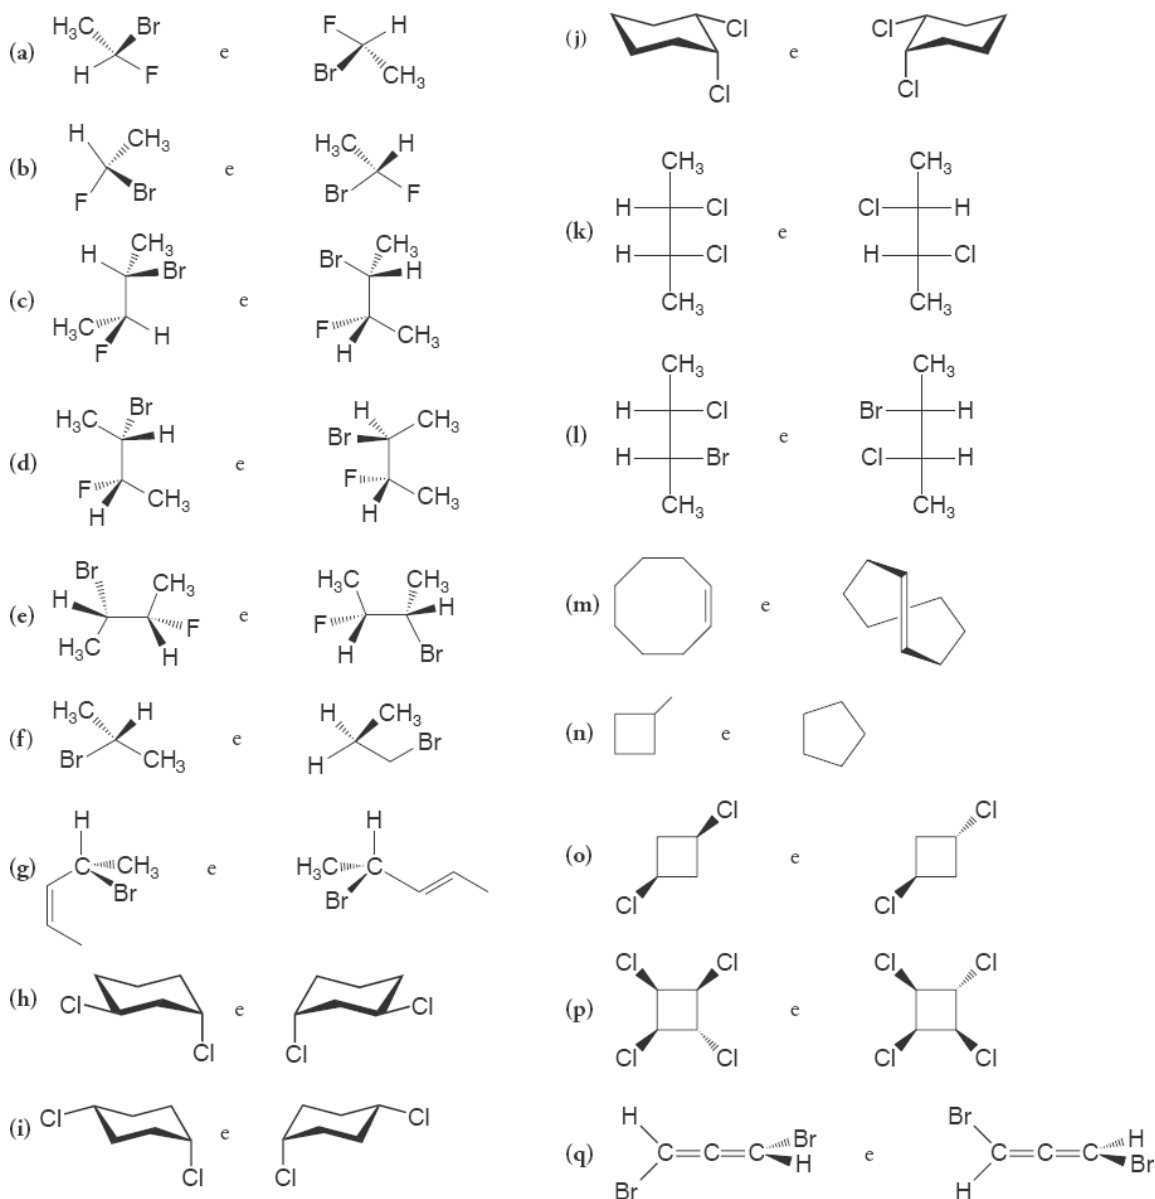 (a) H₃C Br H F e F H Br CH₃
(b) H CH₃ F Br e H₃C H Br F
(c) H CH₃ Br H₃C H F e CH₃ Br H F CH₃ H
(d) Br H₃C H F CH₃ H e H CH₃ Br F CH₃ H
(e) Br CH₃ H F H₃C H e H₃C CH₃ H F H Br
(f) H₃C H Br CH₃ e H CH₃ Br H
(g) H C CH₃ Br e H H₃C C Br
(h) Cl Cl e Cl Cl
(i) Cl Cl e Cl Cl
(j) Cl Cl e Cl Cl
(k) CH₃ H Cl H Cl CH₃ e CH₃ Cl H H Cl CH₃
(l) CH₃ H Cl H Br CH₃ e CH₃ Br H Cl H CH₃
(m) e
(n) e
(o) Cl Cl e Cl Cl
(p) Cl Cl Cl Cl e Cl Cl Cl Cl
(q) H C C C Br H Br e Br C C C H Br H